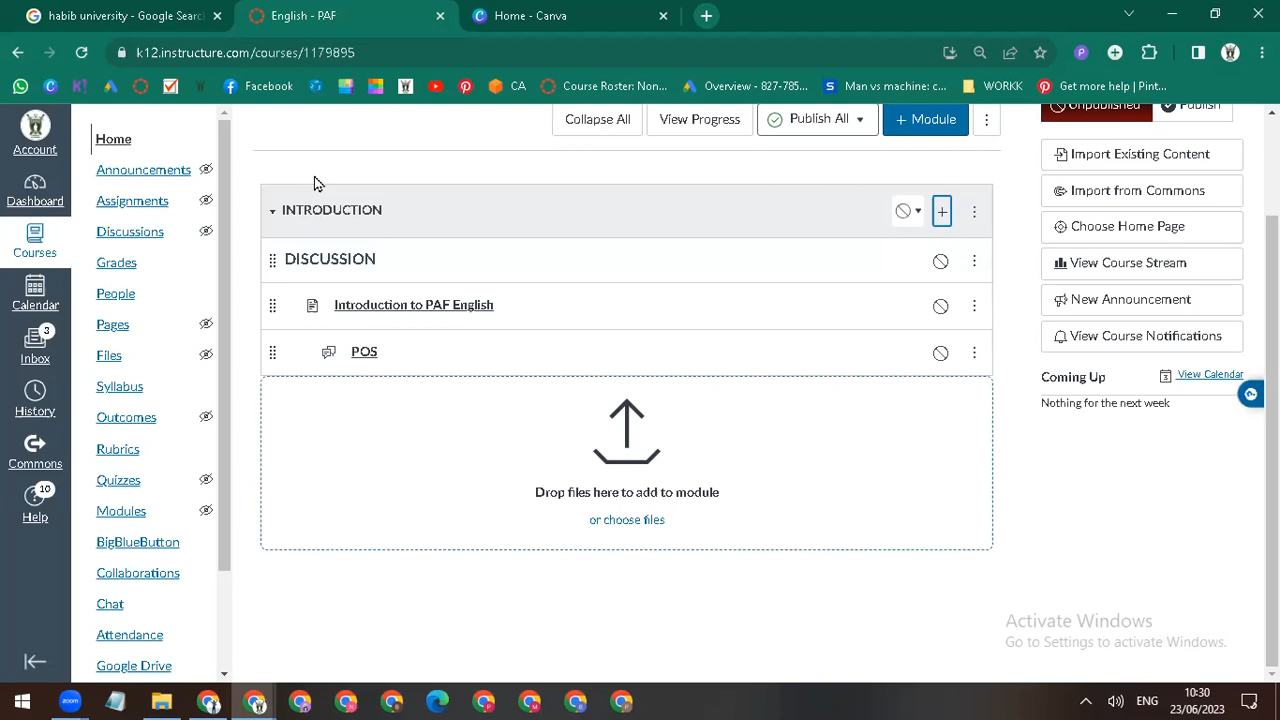 habib university - Google Searc
English - PAF
Home - Canva
k12.instructure.com/courses/1179895
Facebook
CA
Course Roster: Non...
Overview - 827-785...
Man vs machine: c...
WORKK
Get more help | Pint...
Account
Dashboard
Courses
Calendar
3
Inbox
History
Commons
10
Help
Home
Announcements
Assignments
Discussions
Grades
People
Pages
Files
Syllabus
Outcomes
Rubrics
Quizzes
Modules
BigBlueButton
Collaborations
Chat
Attendance
Google Drive
Collapse All
View Progress
Publish All
+ Module
INTRODUCTION
DISCUSSION
Introduction to PAF English
POS
Drop files here to add to module
or choose files
Unpublished
Publish
Import Existing Content
Import from Commons
Choose Home Page
View Course Stream
New Announcement
View Course Notifications
Coming Up
View Calendar
Nothing for the next week
Activate Windows
Go to Settings to activate Windows.
zoom
ENG
10:30
23/06/2023